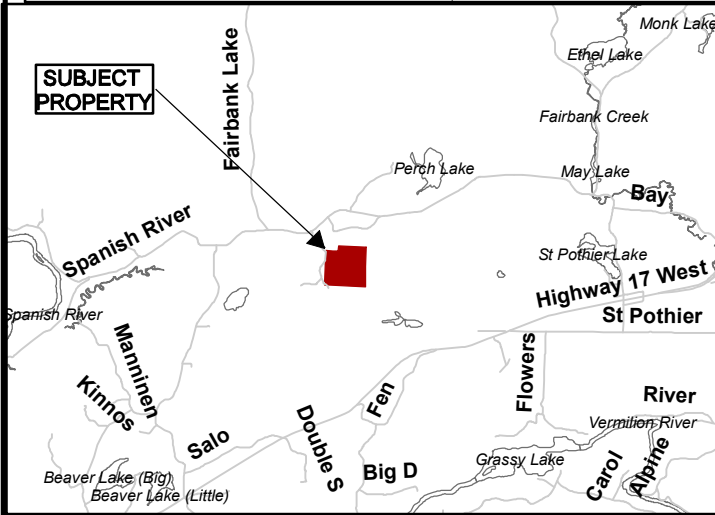 Monk Lake
Ethel Lake
Fairbank Lake
SUBJECT
PROPERTY
Fairbank Creek
Perch Lake
May Lake
Bay
Spanish River
St Pothier Lake
Highway 17 West
Spanish River
St Pothier
Manninen
Kinnos
Flowers
Fen
River
Vermilion River
Salo
Double S
Big D
Grassy Lake
Carol
Alpine
Beaver Lake (Big)
Beaver Lake (Little)